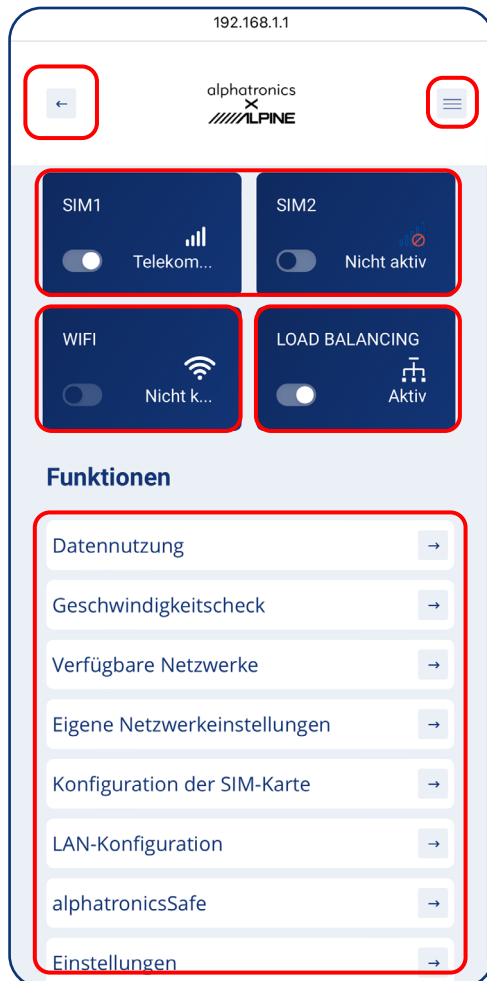 192.168.1.1
←
alphatronics
×
ALPINE
SIM1
SIM2
Telekom...
Nicht aktiv
WIFI
LOAD BALANCING
Nicht k...
Aktiv
Funktionen
Datennutzung →
Geschwindigkeitscheck →
Verfügbare Netzwerke →
Eigene Netzwerkeinstellungen →
Konfiguration der SIM-Karte →
LAN-Konfiguration →
alphatronicsSafe →
Einstellungen →